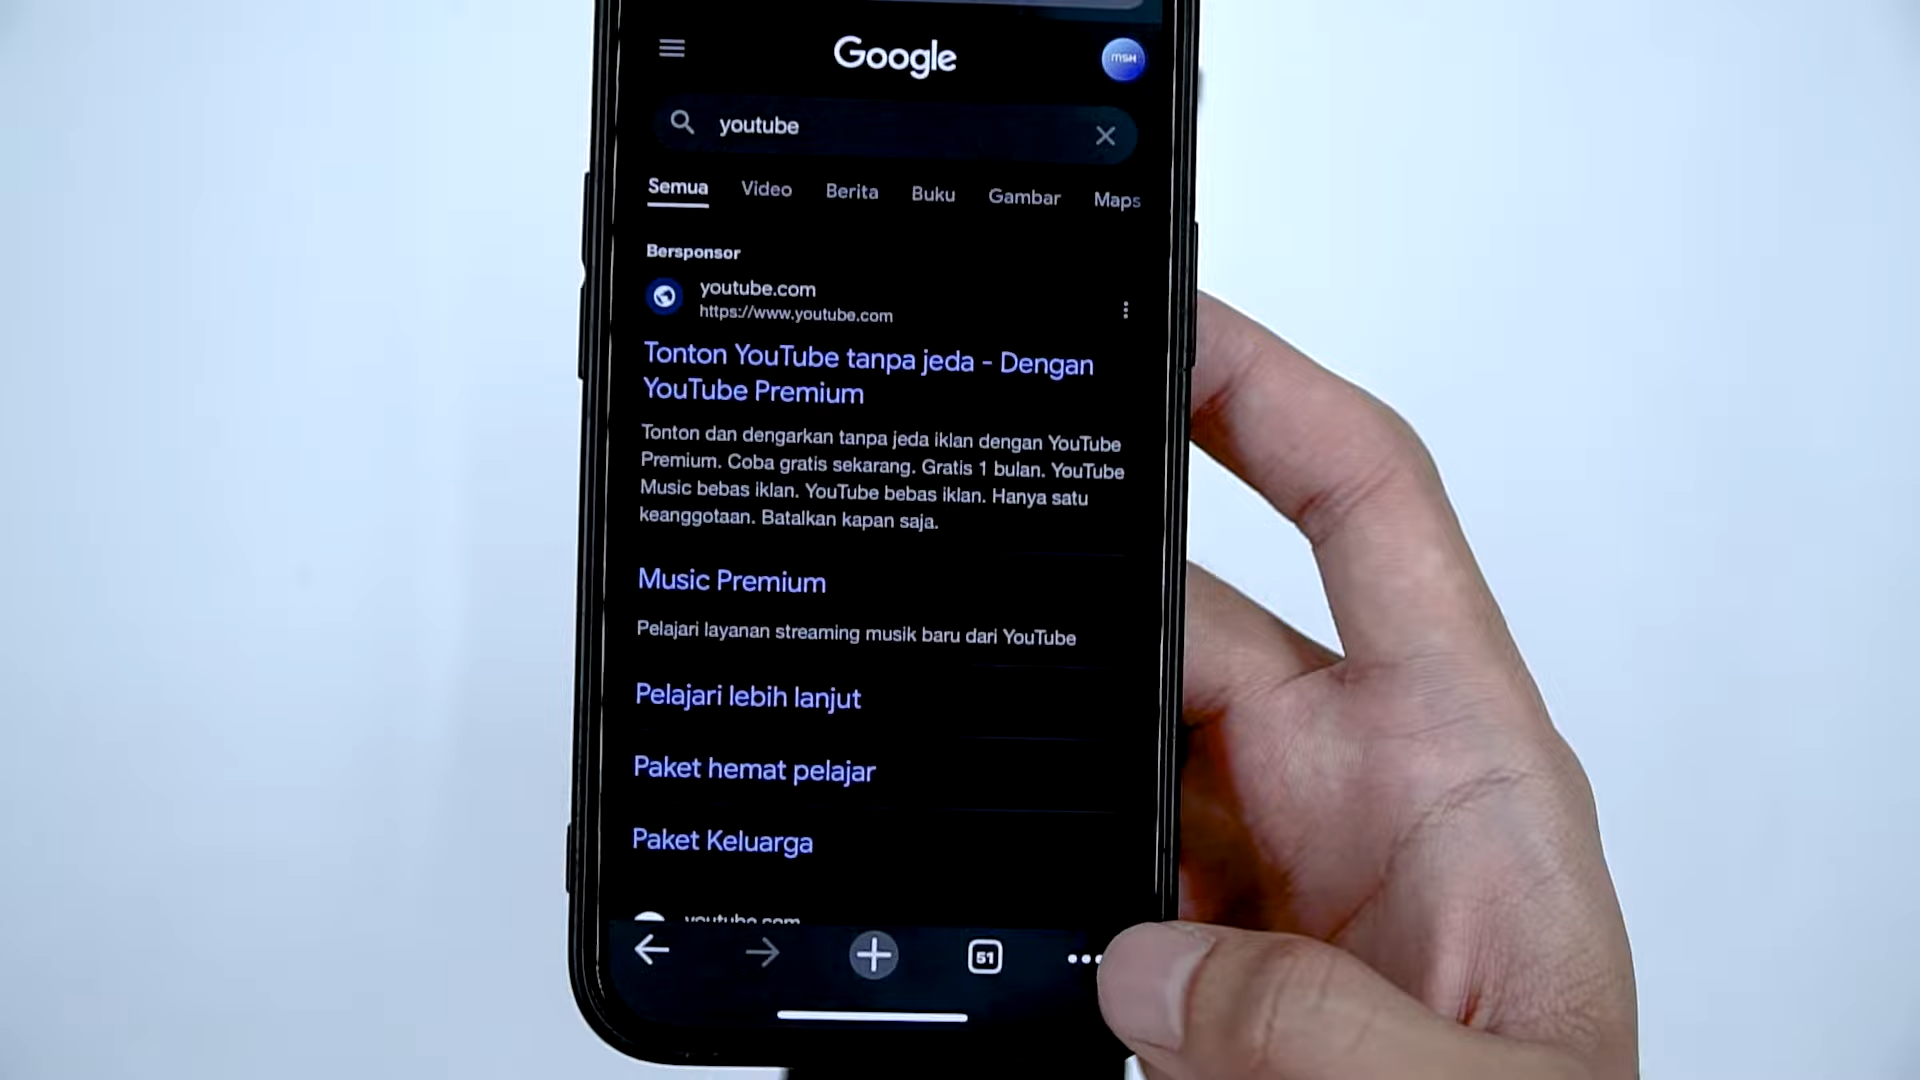 Google
MSH
youtube
Semua Video Berita Buku Gambar Maps
Bersponsor
youtube.com
https://www.youtube.com
Tonton YouTube tanpa jeda - Dengan
YouTube Premium
Tonton dan dengarkan tanpa jeda iklan dengan YouTube
Premium. Coba gratis sekarang. Gratis 1 bulan. YouTube
Music bebas iklan. YouTube bebas iklan. Hanya satu
keanggotaan. Batalkan kapan saja.
Music Premium
Pelajari layanan streaming musik baru dari YouTube
Pelajari lebih lanjut
Paket hemat pelajar
Paket Keluarga
youtube.com
51